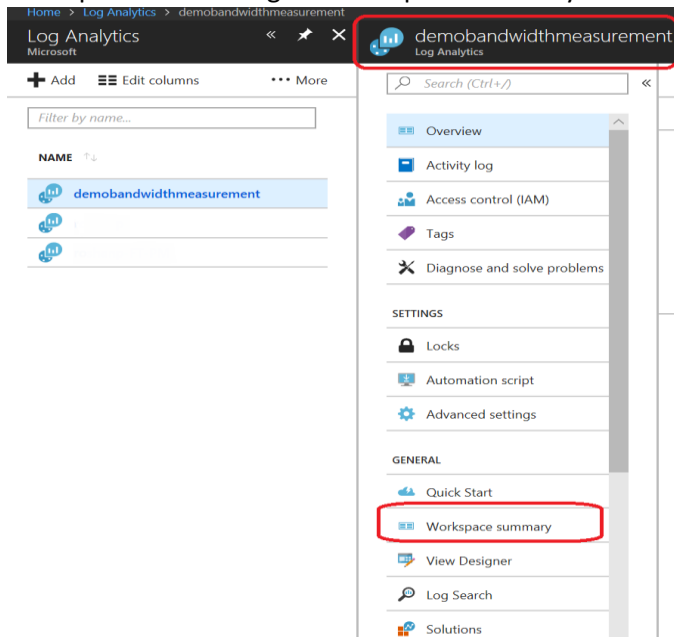 Home > Log Analytics > demobandwidthmeasurement
Log Analytics
Microsoft
Add Edit columns ••• More
Filter by name...
NAME
demobandwidthmeasurement
demobandwidthmeasurement
Log Analytics
Search (Ctrl+/)
Overview
Activity log
Access control (IAM)
Tags
Diagnose and solve problems
SETTINGS
Locks
Automation script
Advanced settings
GENERAL
Quick Start
Workspace summary
View Designer
Log Search
Solutions